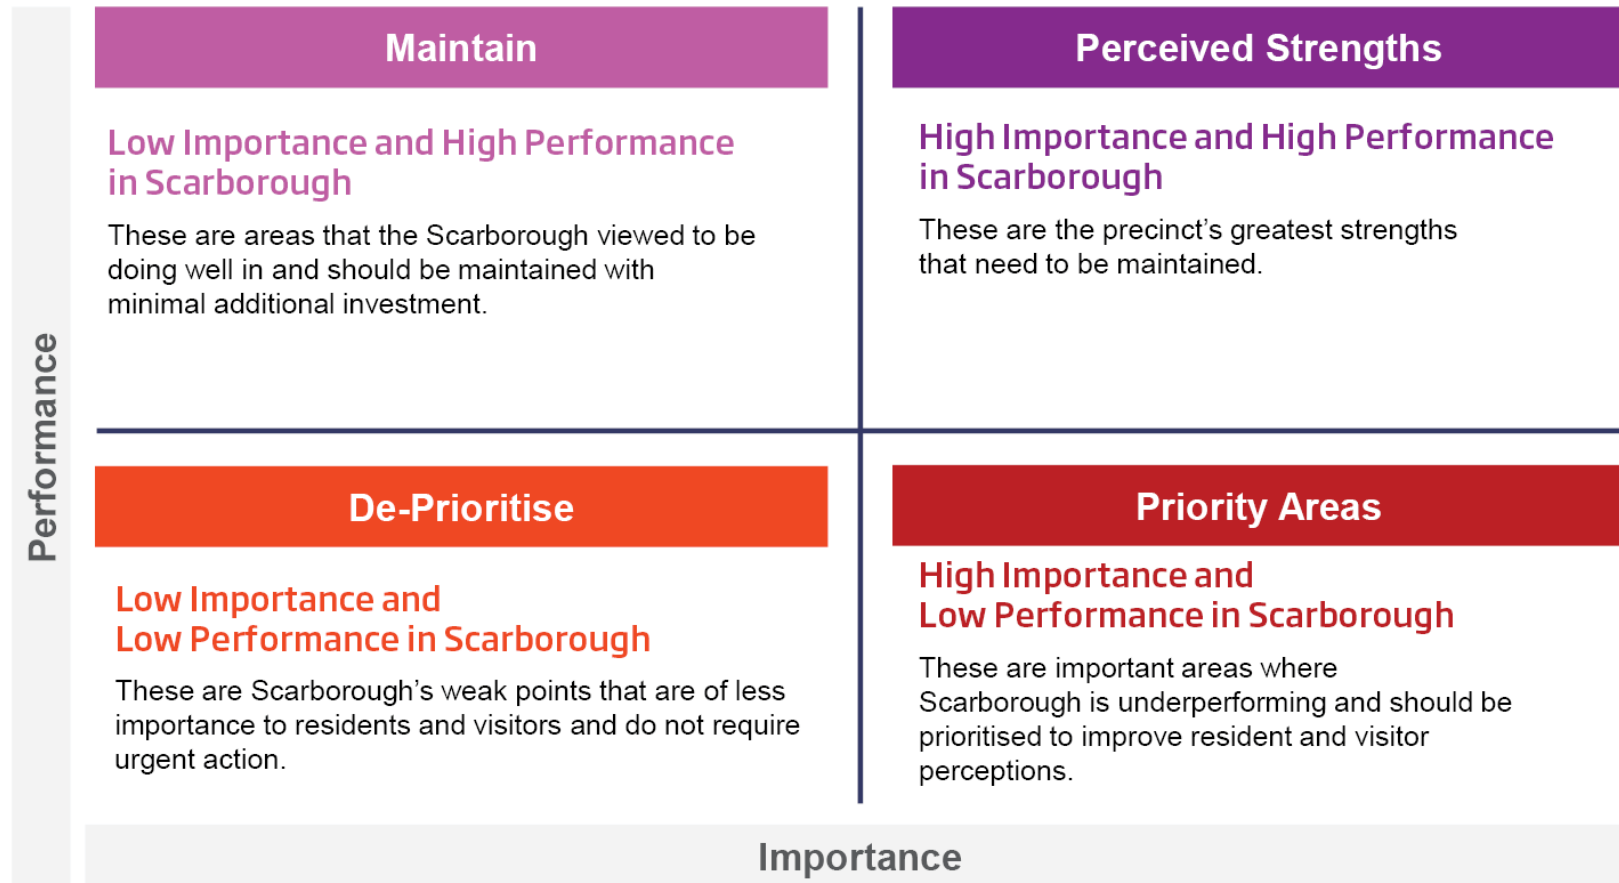 Performance
Maintain
Low Importance and High Performance
in Scarborough
These are areas that the Scarborough viewed to be
doing well in and should be maintained with
minimal additional investment.
Perceived Strengths
High Importance and High Performance
in Scarborough
These are the precinct’s greatest strengths
that need to be maintained.
De-Prioritise
Low Importance and
Low Performance in Scarborough
These are Scarborough’s weak points that are of less
importance to residents and visitors and do not require
urgent action.
Priority Areas
High Importance and
Low Performance in Scarborough
These are important areas where
Scarborough is underperforming and should be
prioritised to improve resident and visitor
perceptions.
Importance